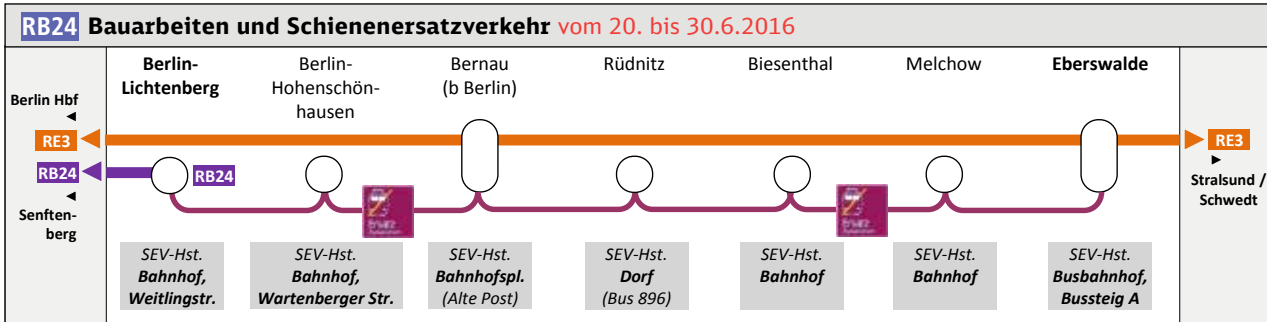 RB24 Bauarbeiten und Schienenersatzverkehr vom 20. bis 30.6.2016
Berlin-
Lichtenberg
Berlin-
Hohenschön-
hausen
Bernau
(b Berlin)
Rüdnitz
Biesenthal
Melchow
Eberswalde
Berlin Hbf
RE3
RB24
Senften-
berg
RB24
RE3
Stralsund /
Schwedt
SEV-Hst.
Bahnhof,
Weitlingstr.
SEV-Hst.
Bahnhof,
Wartenberger Str.
SEV-Hst.
Bahnhofspl.
(Alte Post)
SEV-Hst.
Dorf
(Bus 896)
SEV-Hst.
Bahnhof
SEV-Hst.
Bahnhof
SEV-Hst.
Busbahnhof,
Bussteig A